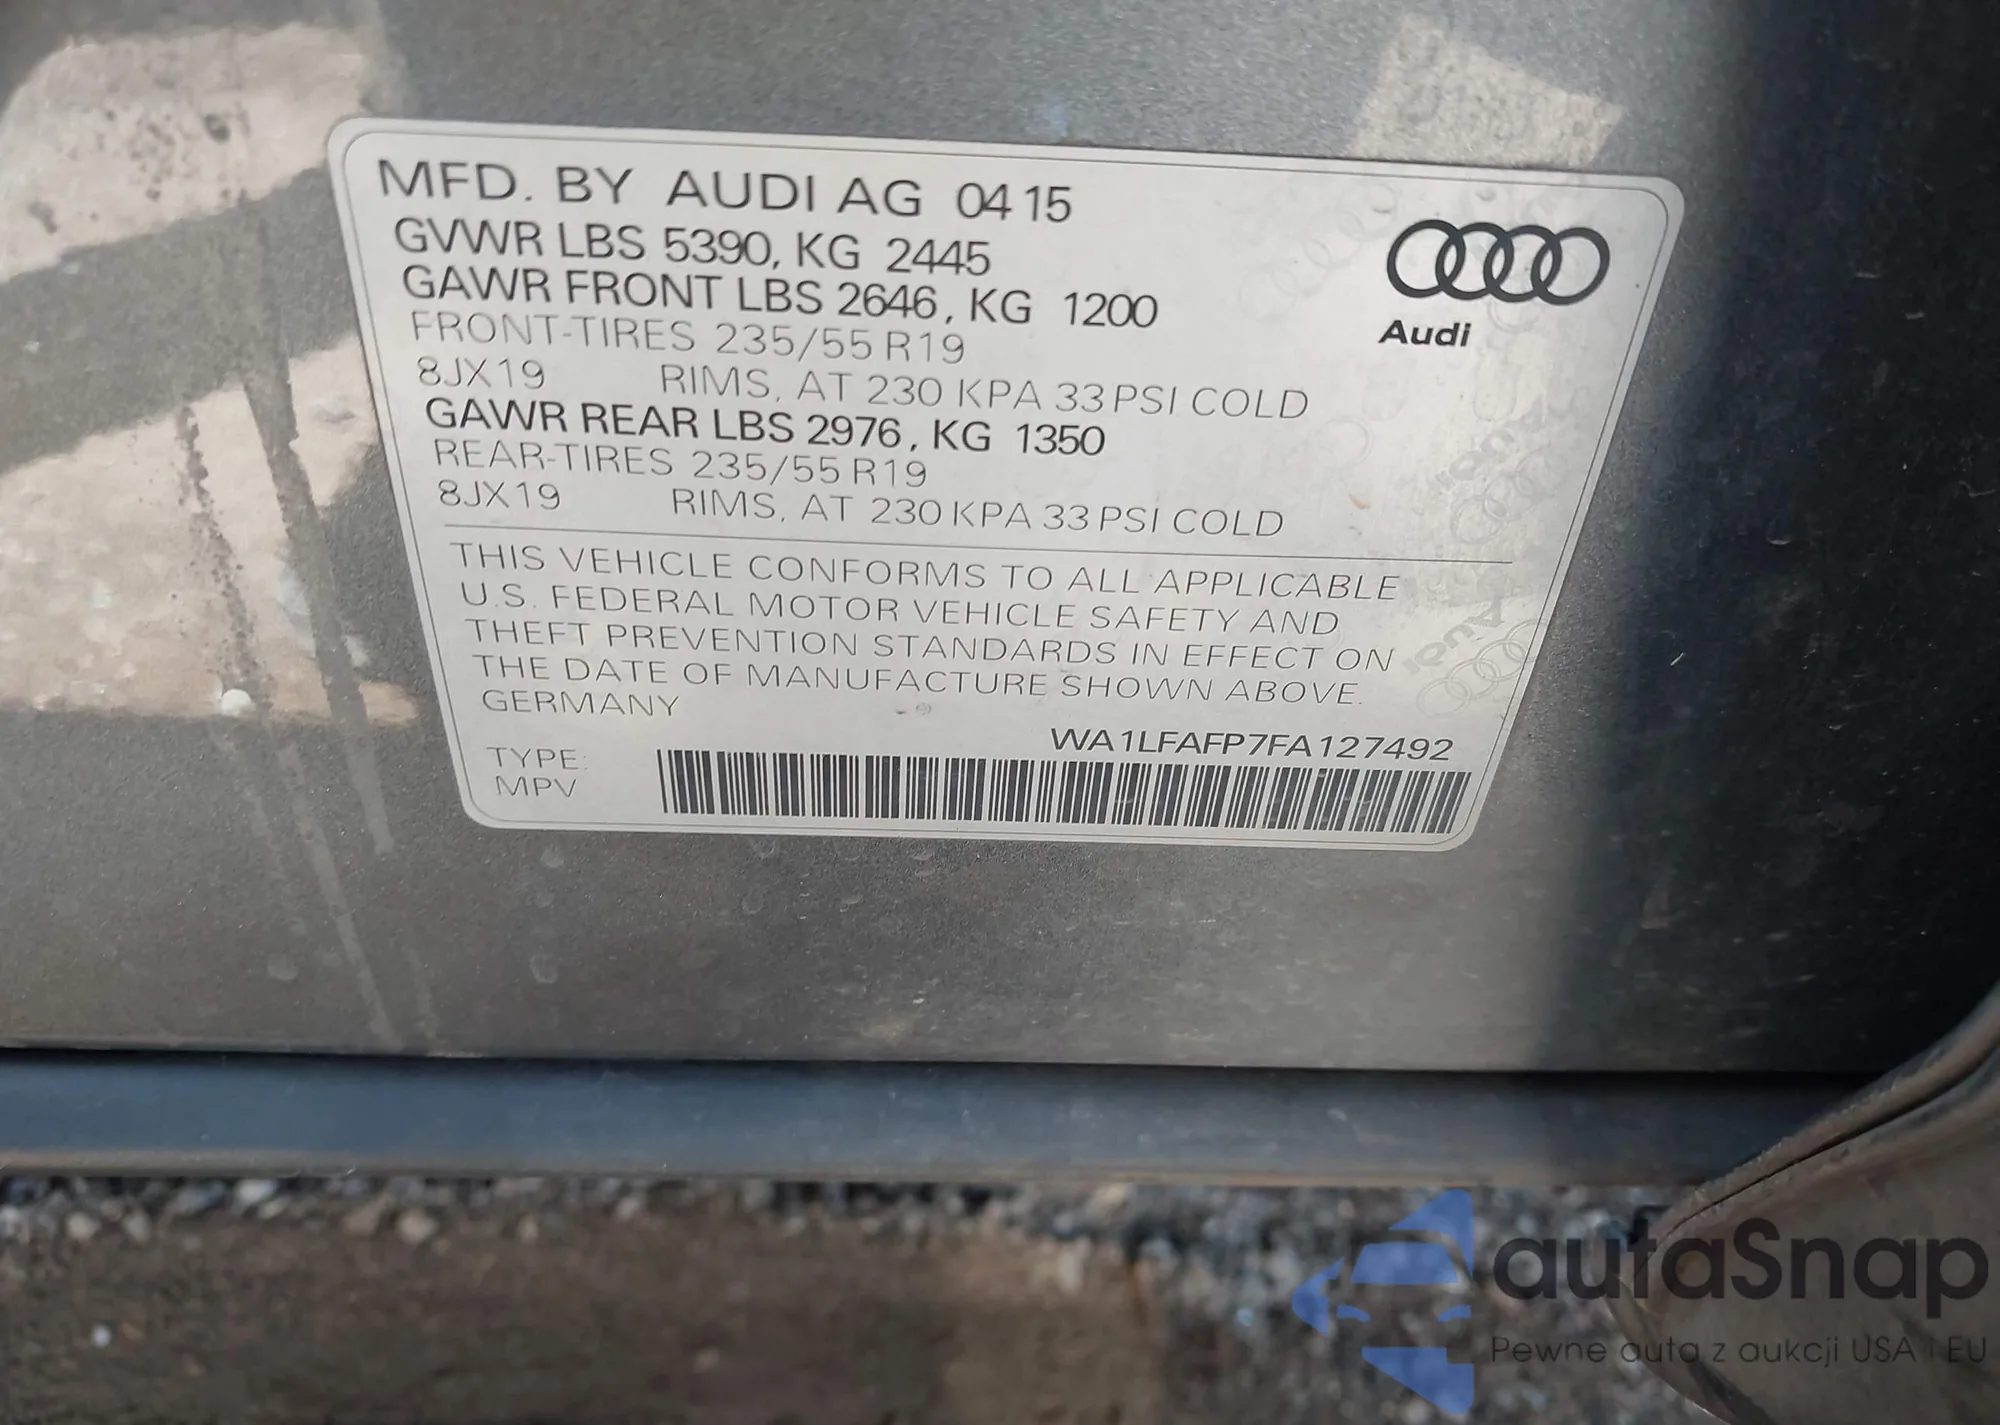 MFD. BY AUDI AG 04 15
GVWR LBS 5390, KG 2445
GAWR FRONT LBS 2646, KG 1200
FRONT-TIRES 235/55 R19
8JX19 RIMS, AT 230 KPA 33 PSI COLD
GAWR REAR LBS 2976, KG 1350
REAR-TIRES 235/55 R19
8JX19 RIMS, AT 230 KPA 33 PSI COLD
Audi
THIS VEHICLE CONFORMS TO ALL APPLICABLE
U.S. FEDERAL MOTOR VEHICLE SAFETY AND
THEFT PREVENTION STANDARDS IN EFFECT ON
THE DATE OF MANUFACTURE SHOWN ABOVE.
GERMANY
WA1LFAFP7FA127492
TYPE:
MPV
autaSnap
Pewne auta z aukcji USA i EU